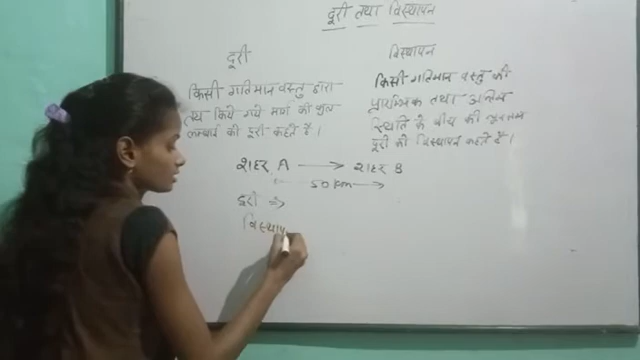 दूरी तथा विस्थापन
दूरी
किसी गतिमान वस्तु द्वारा
तय किये गये मार्ग की कुल
लम्बाई को दूरी कहते हैं।
विस्थापन
किसी गतिमान वस्तु की
प्रारम्भिक तथा अन्तिम
स्थिति के बीच की न्यूनतम
दूरी को विस्थापन कहते हैं।
शहर A → शहर B
50 km
दूरी ⇒
विस्थाप